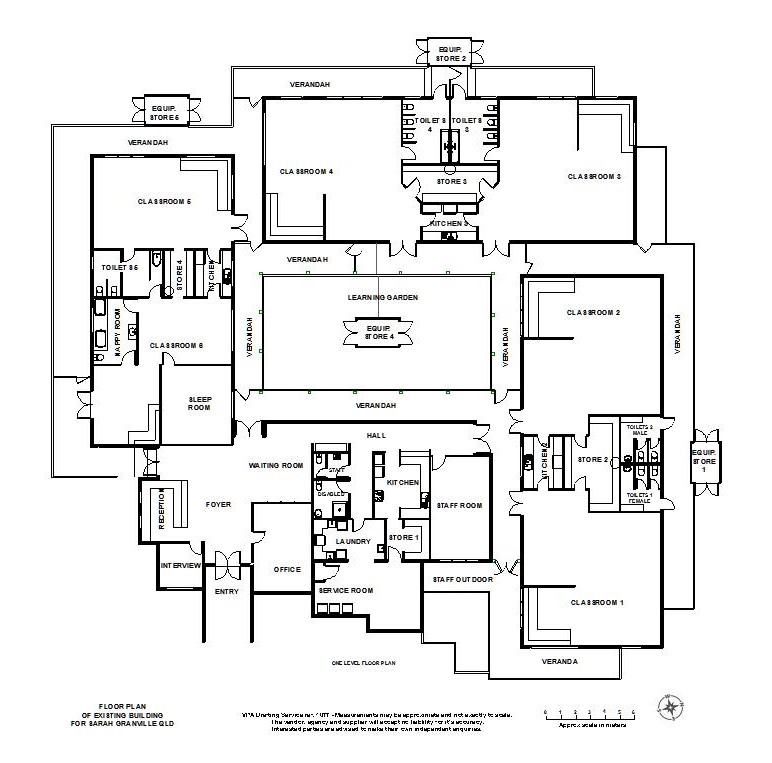 EQUIP.
STORE 2
VERANDAH
EQUIP.
STORE 5
VERANDAH
TOILETS
4
TOILETS
3
CLASSROOM 4
CLASSROOM 3
STORE 3
CLASSROOM 5
KITCHEN 3
VERANDAH
TOILETS 5
STORE 4
KITCHEN
LEARNING GARDEN
CLASSROOM 2
NAPPY ROOM
VERANDAH
EQUIP.
STORE 4
VERANDAH
VERANDAH
CLASSROOM 6
SLEEP
ROOM
VERANDAH
TOILETS 2
MALE
HALL
EQUIP.
STORE
1
KITCHEN 2
STORE 2
WAITING ROOM
STAFF
KITCHEN
DISABLED
TOILETS 1
FEMALE
RECEPTION
FOYER
STAFF ROOM
LAUNDRY
STORE 1
INTERVIEW
OFFICE
STAFF OUTDOOR
ENTRY
SERVICE ROOM
CLASSROOM 1
ONE LEVEL FLOOR PLAN
VERANDA
FLOOR PLAN
OF EXISTING BUILDING
FOR SARAH GRANVILLE QLD
Measurements may be approximate and not exactly to scale.
The vendor, agency and supplier will accept no liability for it's accuracy.
Interested parties are advised to make their own independent enquiries.
0 1 2 3 4 5 6
Approx scale in meters